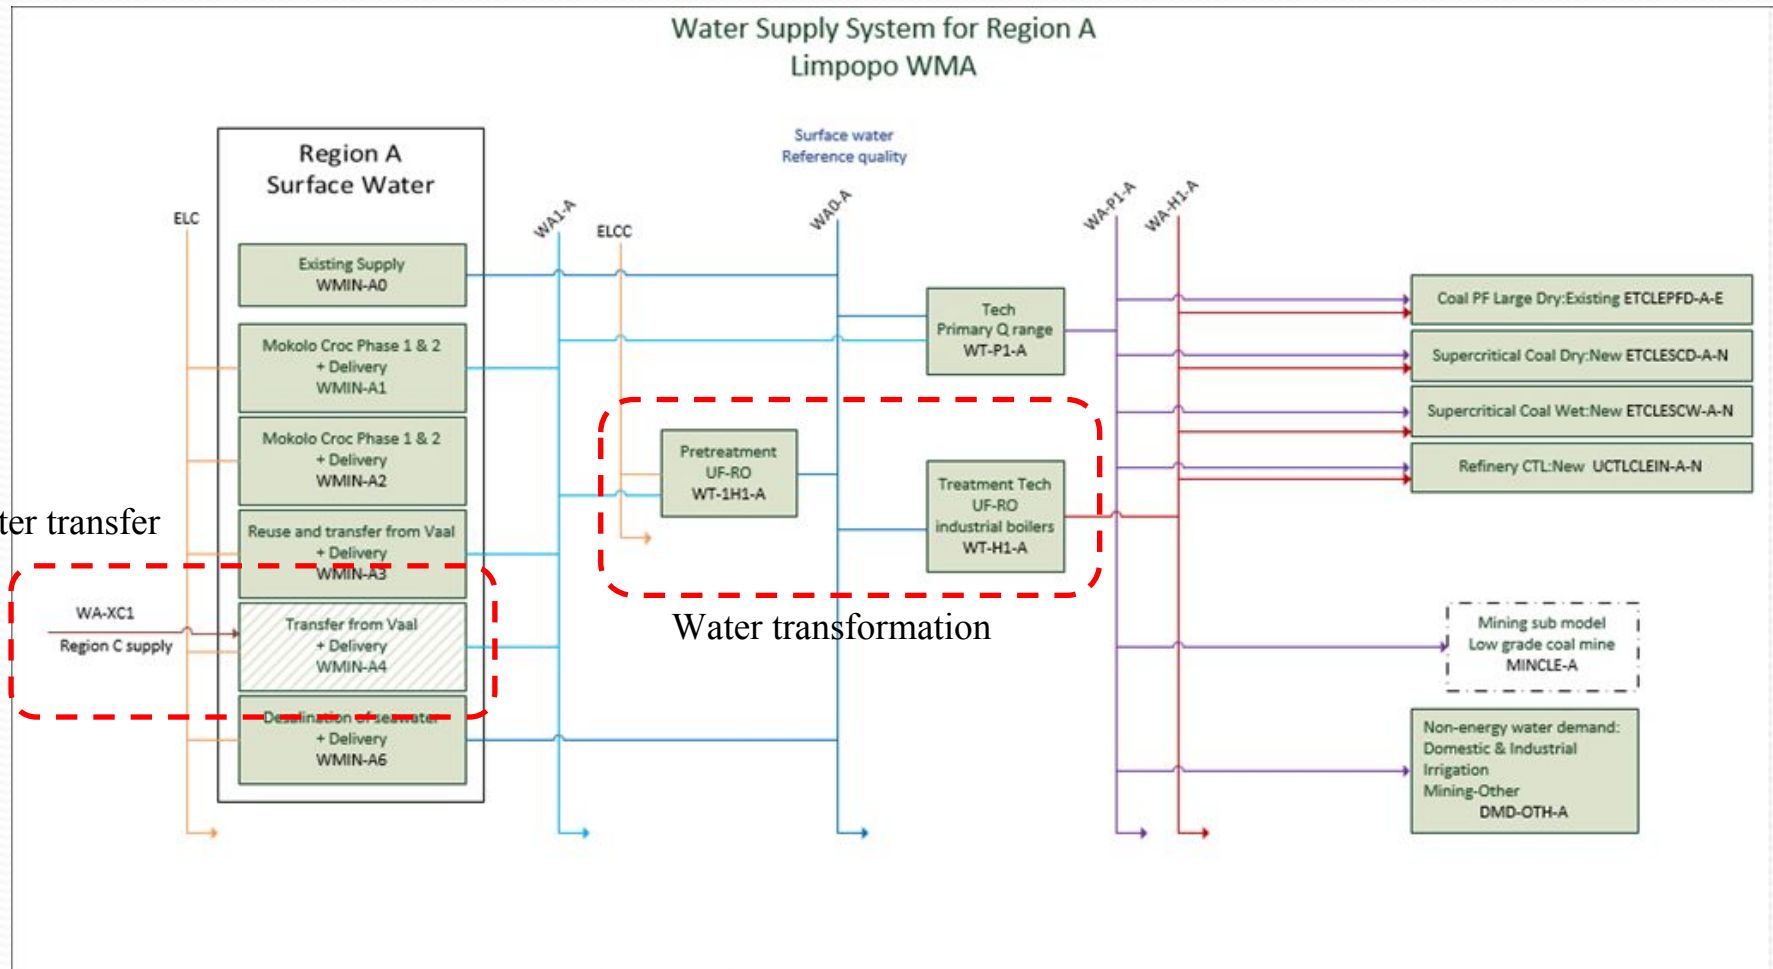 Water Supply System for Region A
Limpopo WMA
Surface water
Reference quality
Region A
Surface Water
ELC
WA1-A
ELCC
WA0-A
WA-P1-A
WA-H1-A
Existing Supply
WMIN-A0
Mokolo Croc Phase 1 & 2
+ Delivery
WMIN-A1
Mokolo Croc Phase 1 & 2
+ Delivery
WMIN-A2
Reuse and transfer from Vaal
+ Delivery
WMIN-A3
Transfer from Vaal
+ Delivery
WMIN-A4
Desalination of seawater
+ Delivery
WMIN-A6
transfer
WA-XC1
Region C supply
Pretreatment
UF-RO
WT-1H1-A
Tech
Primary Q range
WT-P1-A
Treatment Tech
UF-RO
industrial boilers
WT-H1-A
Water transformation
Coal PF Large Dry:Existing ETCLEPFD-A-E
Supercritical Coal Dry:New ETCLESCD-A-N
Supercritical Coal Wet:New ETCLESCW-A-N
Refinery CTL:New UCTLCLEIN-A-N
Mining sub model
Low grade coal mine
MINCLE-A
Non-energy water demand:
Domestic & Industrial
Irrigation
Mining-Other
DMD-OTH-A